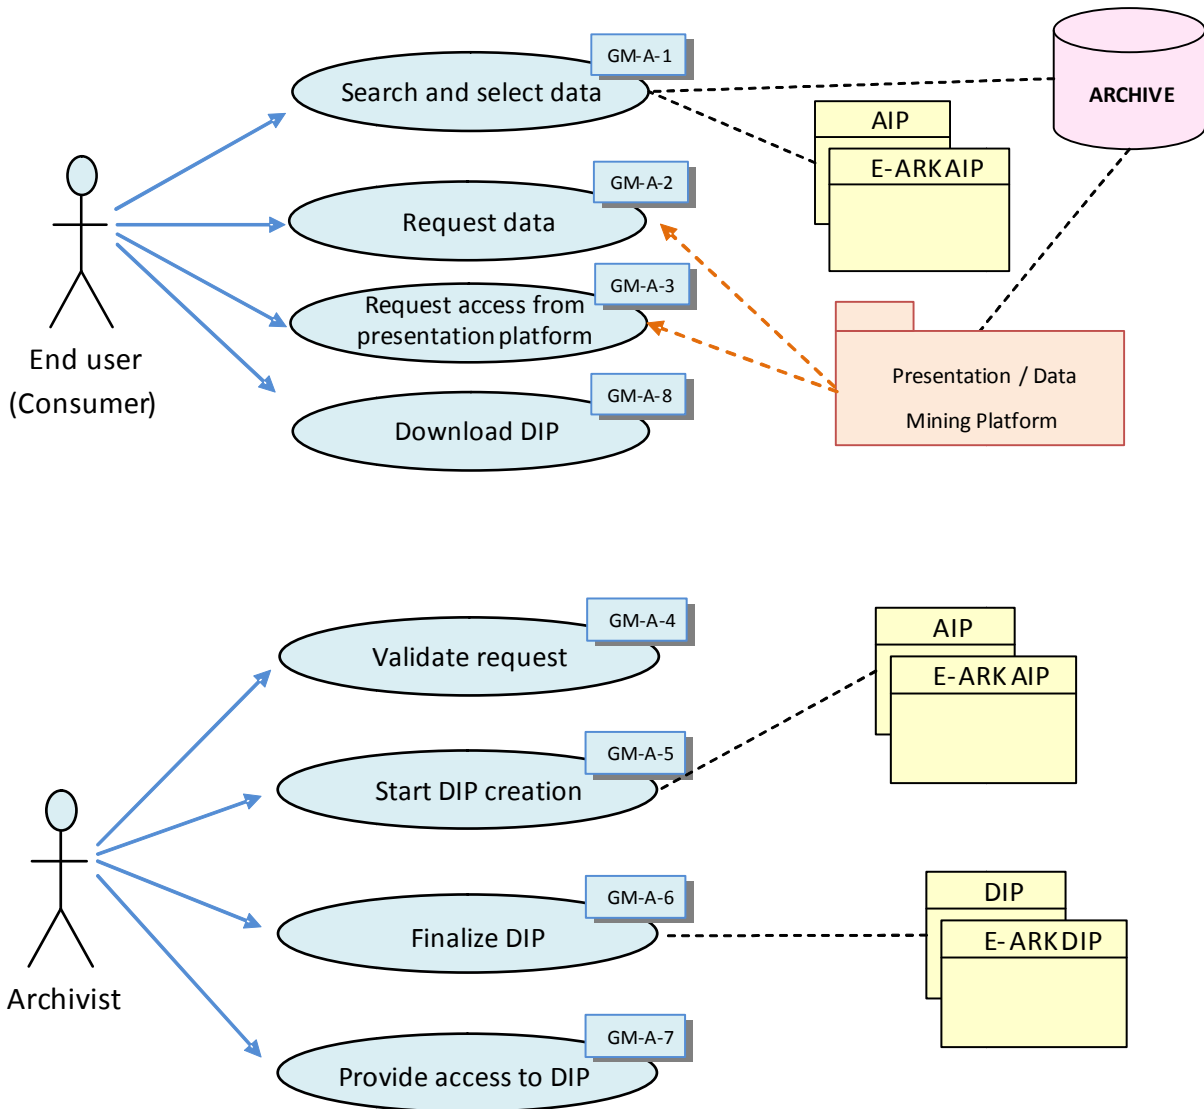 GM-A-1
Search and select data
ARCHIVE
AIP
E-ARK AIP
GM-A-2
Request data
GM-A-3
Request access from
presentation platform
End user
(Consumer)
Presentation / Data
Mining Platform
GM-A-8
Download DIP
GM-A-4
Validate request
AIP
E-ARK AIP
GM-A-5
Start DIP creation
GM-A-6
Finalize DIP
DIP
E-ARK DIP
Archivist
GM-A-7
Provide access to DIP